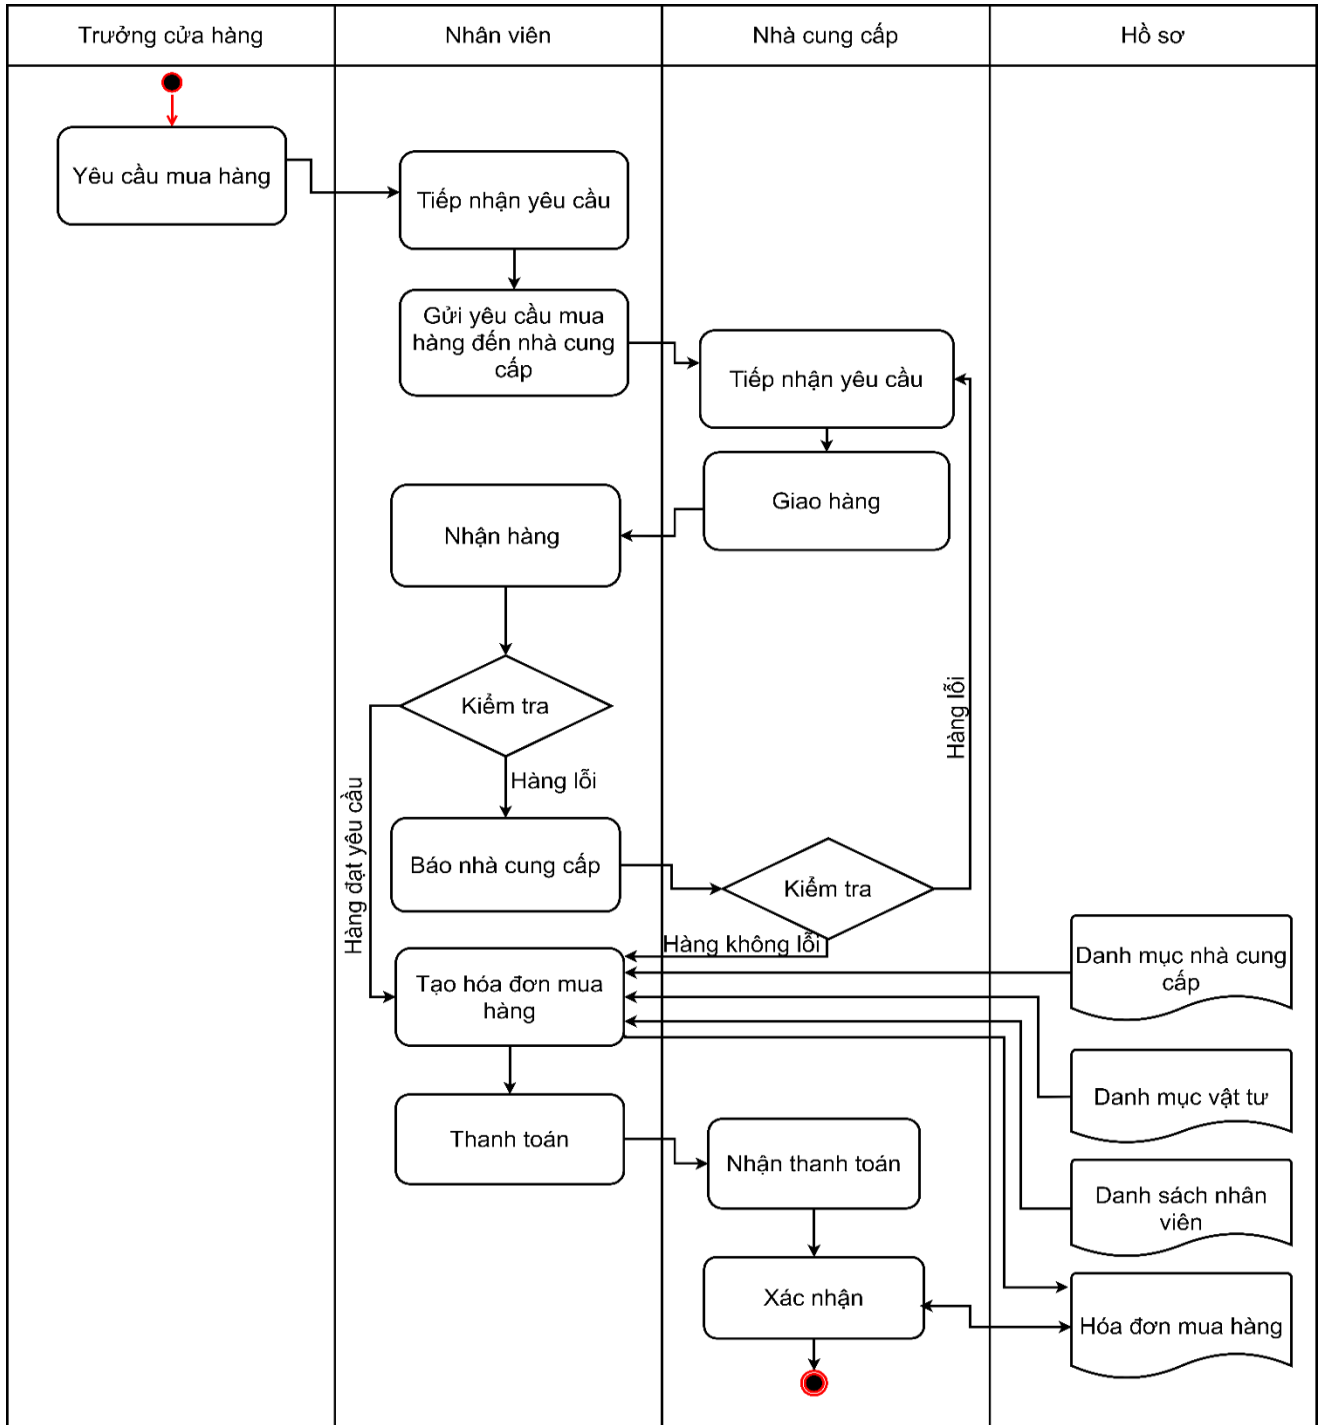 Trưởng cửa hàng
Nhân viên
Nhà cung cấp
Hồ sơ
Yêu cầu mua hàng
Tiếp nhận yêu cầu
Gửi yêu cầu mua
hàng đến nhà cung
cấp
Tiếp nhận yêu cầu
Giao hàng
Nhận hàng
Kiểm tra
Hàng lỗi
Hàng lỗi
Hàng đạt yêu cầu
Báo nhà cung cấp
Kiểm tra
Hàng không lỗi
Tạo hóa đơn mua
hàng
Danh mục nhà cung
cấp
Danh mục vật tư
Thanh toán
Nhận thanh toán
Danh sách nhân
viên
Xác nhận
Hóa đơn mua hàng